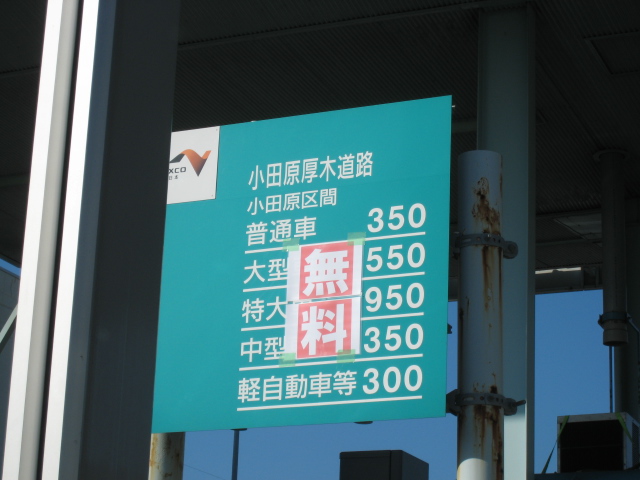 XCO
小田原厚木道路
小田原区間
普通車 350
大型 550
特大 950
中型 350
軽自動車等 300
無料